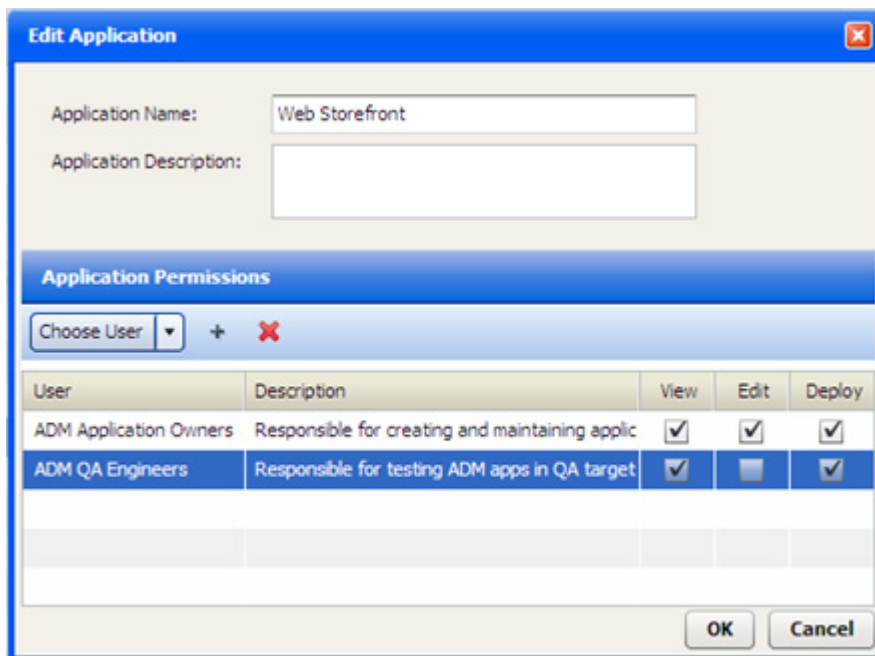 Edit Application
Application Name: Web Storefront
Application Description:
Application Permissions
Choose User
User Description View Edit Deploy
ADM Application Owners Responsible for creating and maintaining applic
ADM QA Engineers Responsible for testing ADM apps in QA target
OK Cancel